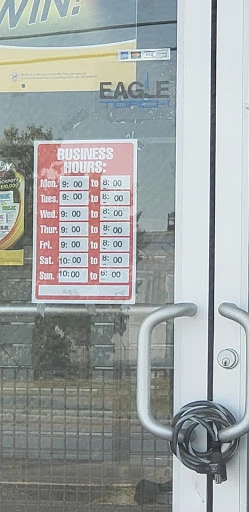 WIN!
EAGLE
TORCH
BUSINESS
HOURS:
Mon. 9: 00 to 8: 00
Tues. 9: 00 to 8: 00
Wed. 9: 00 to 8: 00
Thur. 9: 00 to 8: 00
Fri. 9: 00 to 8: 00
Sat. 10: 00 to 8: 00
Sun. 10:00 to 6: 00